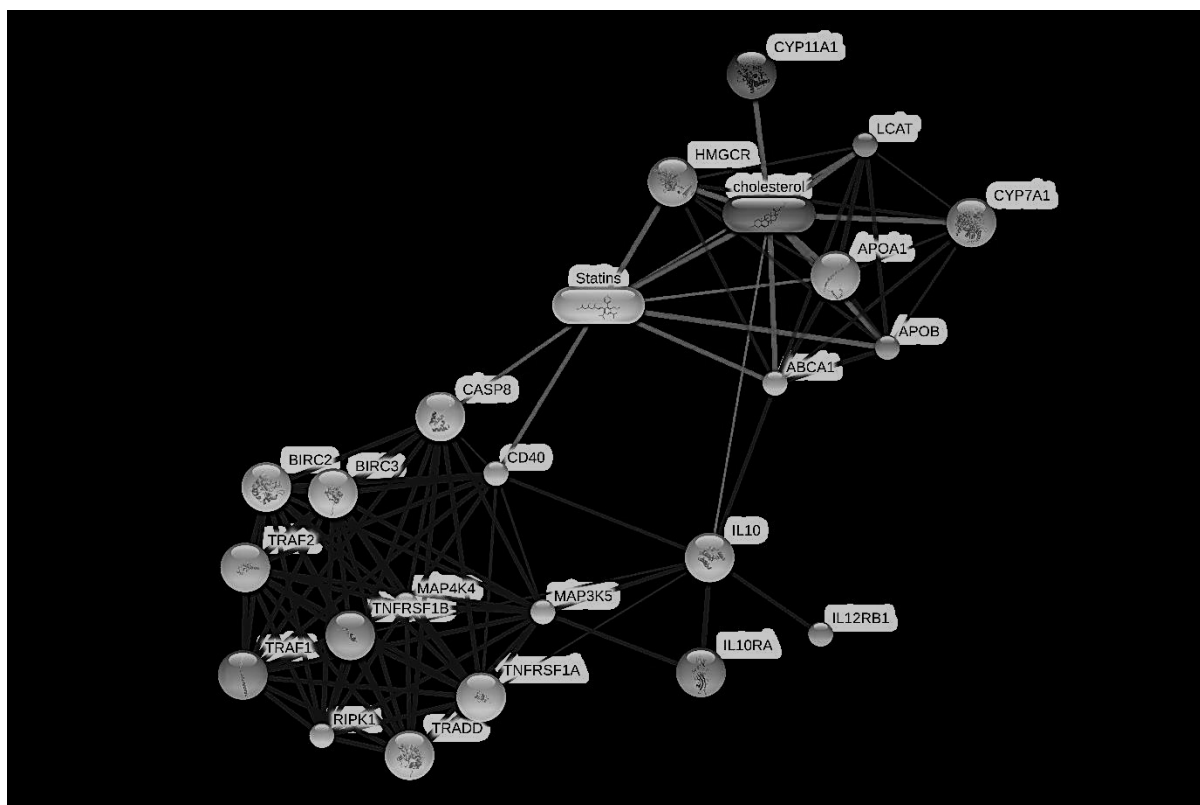 CYP11A1
LCAT
HMGCR
cholesterol
CYP7A1
APOA1
Statins
APOB
ABCA1
CASP8
CD40
BIRC2
BIRC3
IL10
TRAF2
MAP4K4
MAP3K5
TNFRSF1B
IL12RB1
TRAF1
IL10RA
TNFRSF1A
RIPK1
TRADD